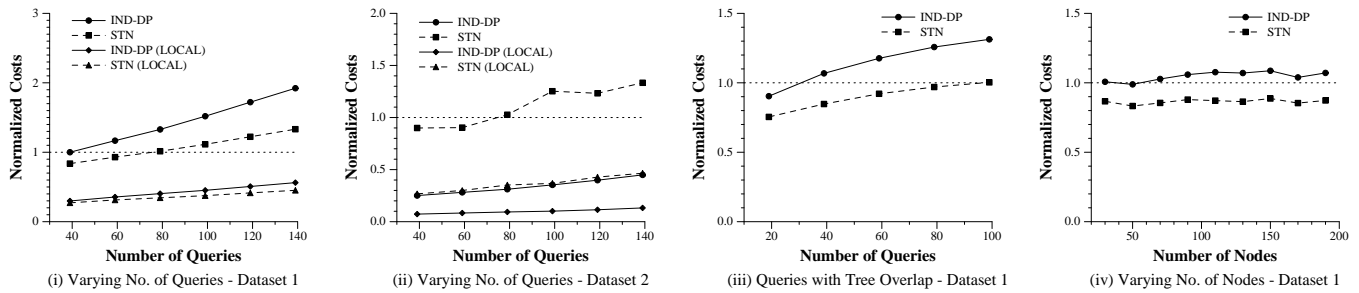 IND-DP
STN
IND-DP (LOCAL)
STN (LOCAL)
Normalized Costs
3
2
1
0
40 60 80 100 120 140
Number of Queries
(i) Varying No. of Queries - Dataset 1
IND-DP
STN
IND-DP (LOCAL)
STN (LOCAL)
Normalized Costs
2.0
1.5
1.0
0.5
0.0
40 60 80 100 120 140
Number of Queries
(ii) Varying No. of Queries - Dataset 2
IND-DP
STN
Normalized Costs
1.5
1.0
0.5
0.0
20 40 60 80 100
Number of Queries
(iii) Queries with Tree Overlap - Dataset 1
IND-DP
STN
Normalized Costs
1.5
1.0
0.5
0.0
50 100 150 200
Number of Nodes
(iv) Varying No. of Nodes - Dataset 1